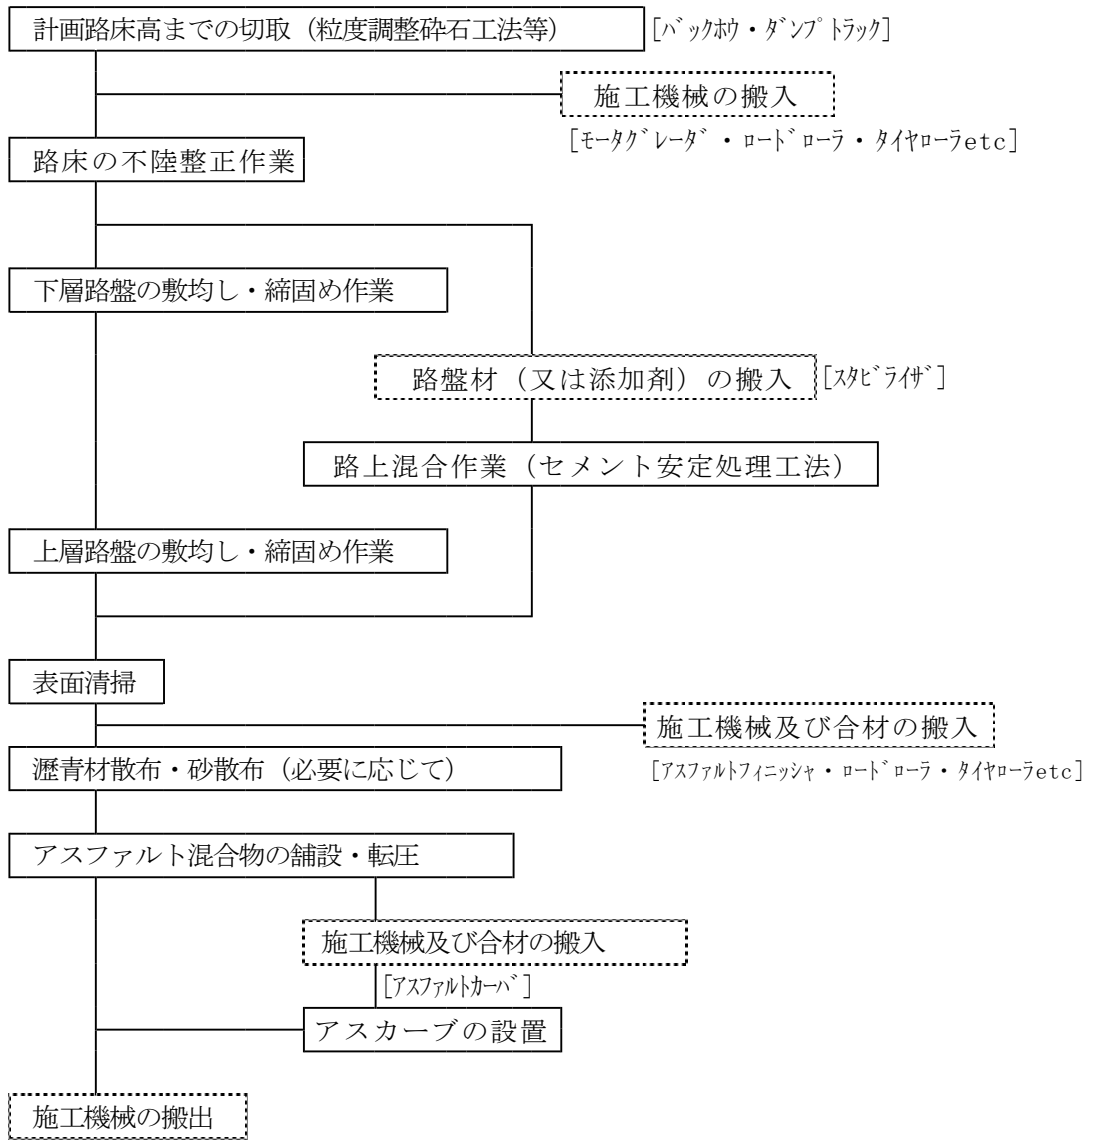 計画路床高までの切取（粒度調整砕石工法等） [ﾊﾞｯｸﾎｳ・ﾀﾞﾝﾌﾟﾄﾗｯｸ]
施工機械の搬入
[ﾓｰﾀｸﾞﾚｰﾀﾞ・ﾛｰﾄﾞﾛｰﾗ・ﾀｲﾔﾛｰﾗetc]
路床の不陸整正作業
下層路盤の敷均し・締固め作業
路盤材（又は添加剤）の搬入 [ｽﾀﾋﾞﾗｲｻﾞ]
路上混合作業（セメント安定処理工法）
上層路盤の敷均し・締固め作業
表面清掃
施工機械及び合材の搬入
瀝青材散布・砂散布（必要に応じて）
[ｱｽﾌｧﾙﾄﾌｨﾆｯｼｬ・ﾛｰﾄﾞﾛｰﾗ・ﾀｲﾔﾛｰﾗetc]
アスファルト混合物の舗設・転圧
施工機械及び合材の搬入
[ｱｽﾌｧﾙﾄｶｰﾊﾞ]
アスカーブの設置
施工機械の搬出